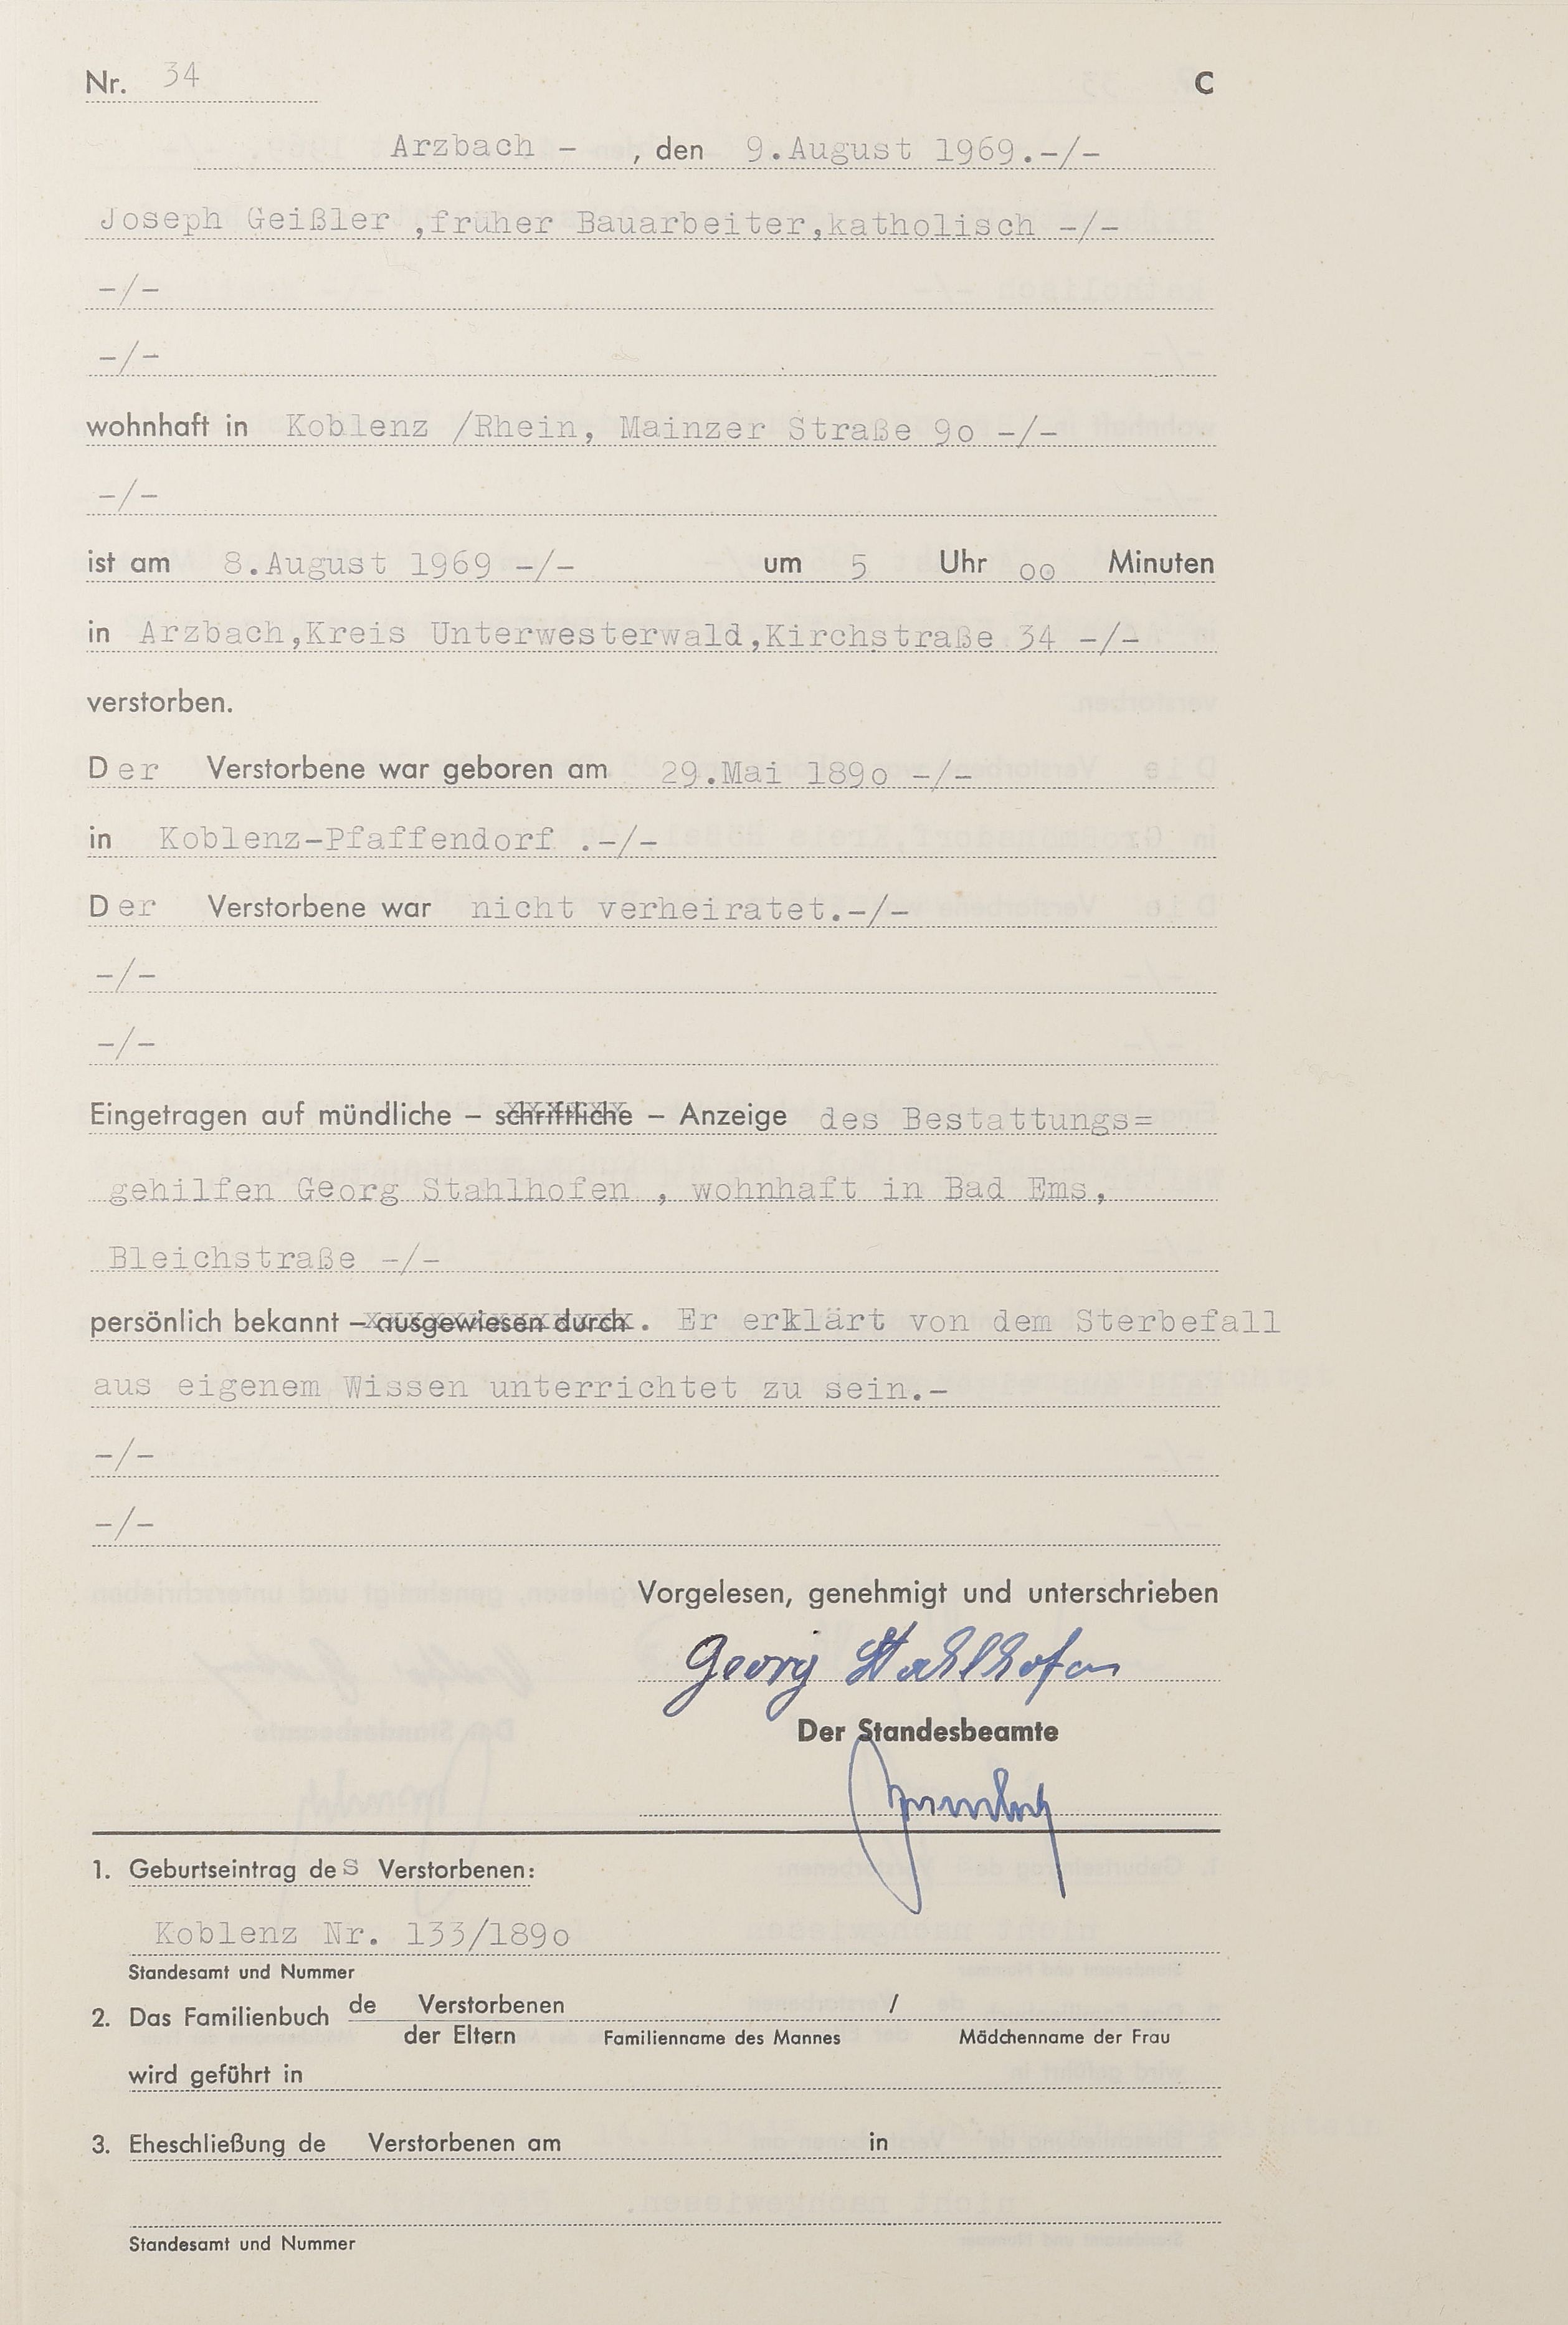 Nr. 34 C
Arzbach - , den 9.August 1969.-/-
Joseph Geißler ,früher Bauarbeiter,katholisch -/-
-/-
-/-
wohnhaft in Koblenz /Rhein, Mainzer Straße 9o -/-
-/-
ist am 8.August 1969 -/- um 5 Uhr oo Minuten
in Arzbach,Kreis Unterwesterwald,Kirchstraße 34 -/-
verstorben.
Der Verstorbene war geboren am 29.Mai 189o -/-
in Koblenz-Pfaffendorf .-/-
Der Verstorbene war nicht verheiratet.-/-
-/-
-/-
Eingetragen auf mündliche – schriftliche – Anzeige des Bestattungs=
gehilfen Georg Stahlhofen , wohnhaft in Bad Ems,
Bleichstraße -/-
persönlich bekannt – ausgewiesen durch . Er erklärt von dem Sterbefall
aus eigenem Wissen unterrichtet zu sein.-
-/-
-/-
Vorgelesen, genehmigt und unterschrieben
Georg Stahlhofen
Der Standesbeamte
1. Geburtseintrag des Verstorbenen:
Koblenz Nr. 133/189o
Standesamt und Nummer
2. Das Familienbuch de Verstorbenen /
der Eltern Familienname des Mannes Mädchenname der Frau
wird geführt in
3. Eheschließung de Verstorbenen am in
Standesamt und Nummer